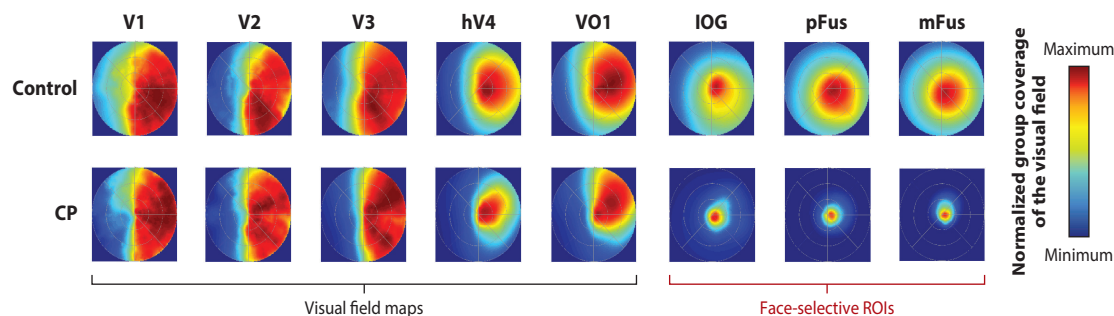 V1 V2 V3 hV4 VO1 IOG pFus mFus
Control
CP
Visual field maps
Face-selective ROIs
Normalized group coverage
of the visual field
Maximum
Minimum